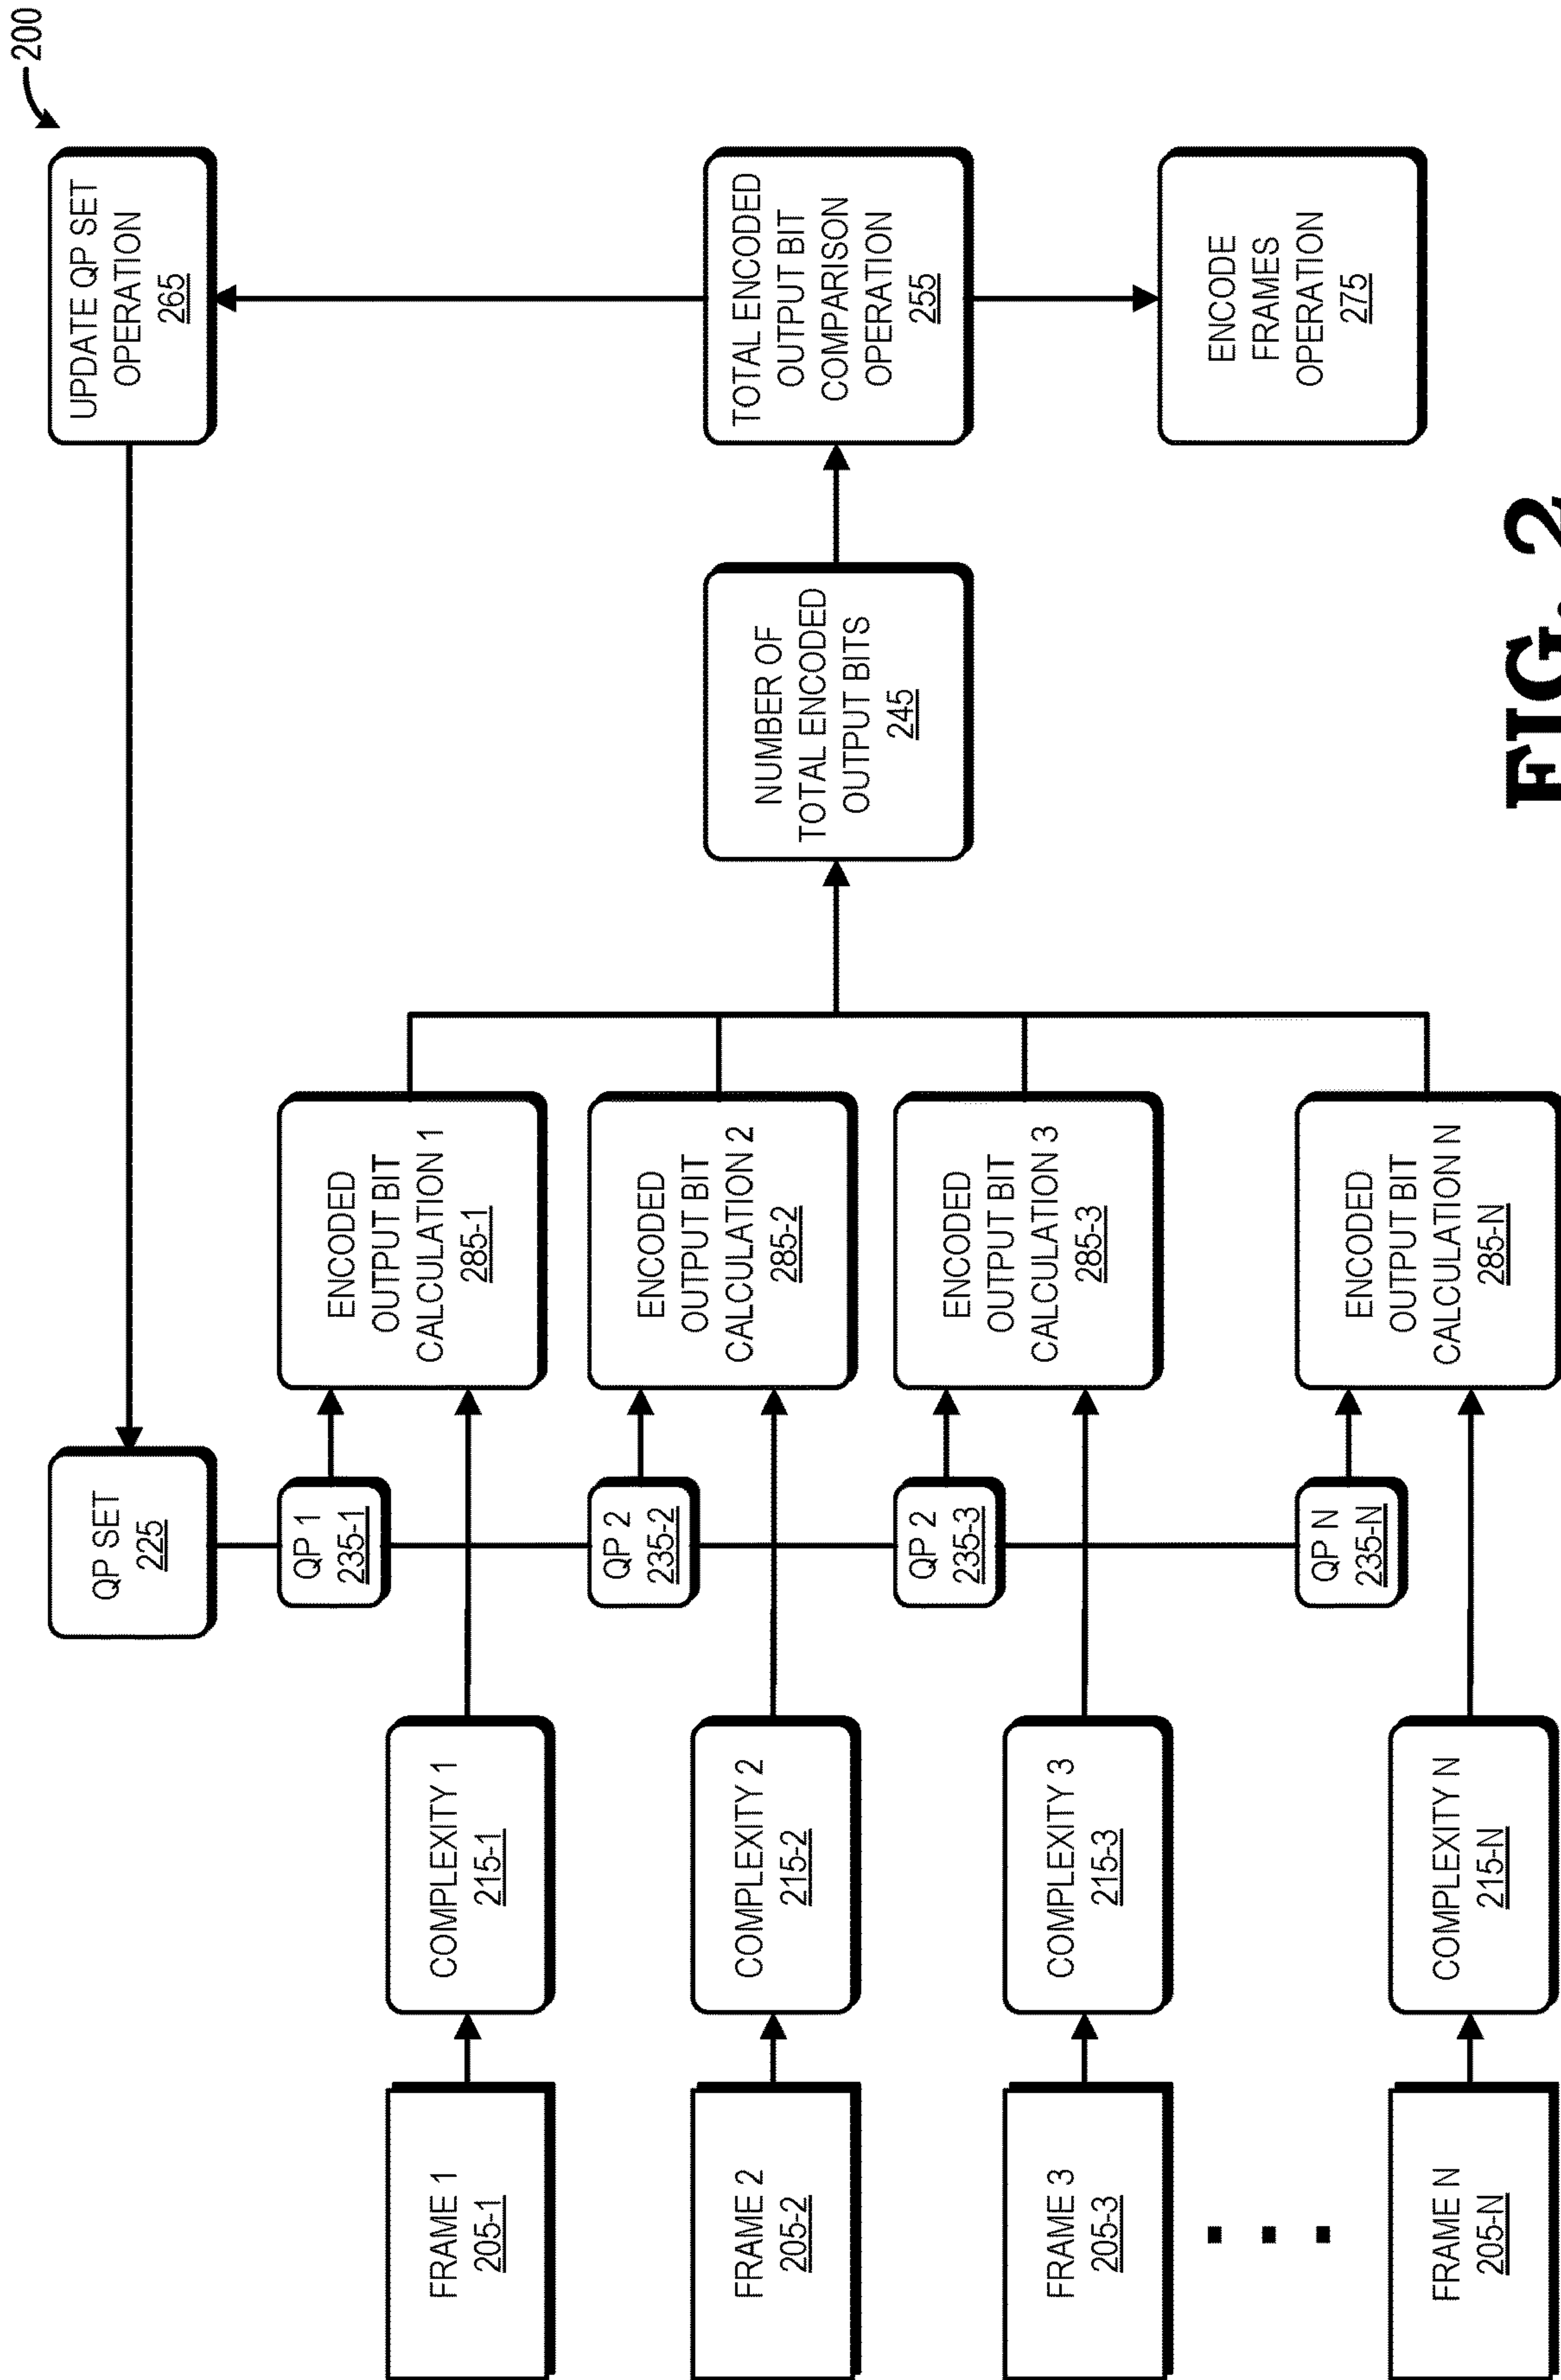 200
UPDATE QP SET
OPERATION
265
QP SET
225
TOTAL ENCODED
OUTPUT BIT
COMPARISON
OPERATION
255
ENCODE
FRAMES
OPERATION
275
NUMBER OF
TOTAL ENCODED
OUTPUT BITS
245
ENCODED
OUTPUT BIT
CALCULATION 1
285-1
ENCODED
OUTPUT BIT
CALCULATION 2
285-2
ENCODED
OUTPUT BIT
CALCULATION 3
285-3
ENCODED
OUTPUT BIT
CALCULATION N
285-N
QP 1
235-1
QP 2
235-2
QP 2
235-3
QP N
235-N
COMPLEXITY 1
215-1
COMPLEXITY 2
215-2
COMPLEXITY 3
215-3
COMPLEXITY N
215-N
FRAME 1
205-1
FRAME 2
205-2
FRAME 3
205-3
FRAME N
205-N
FIG. 2